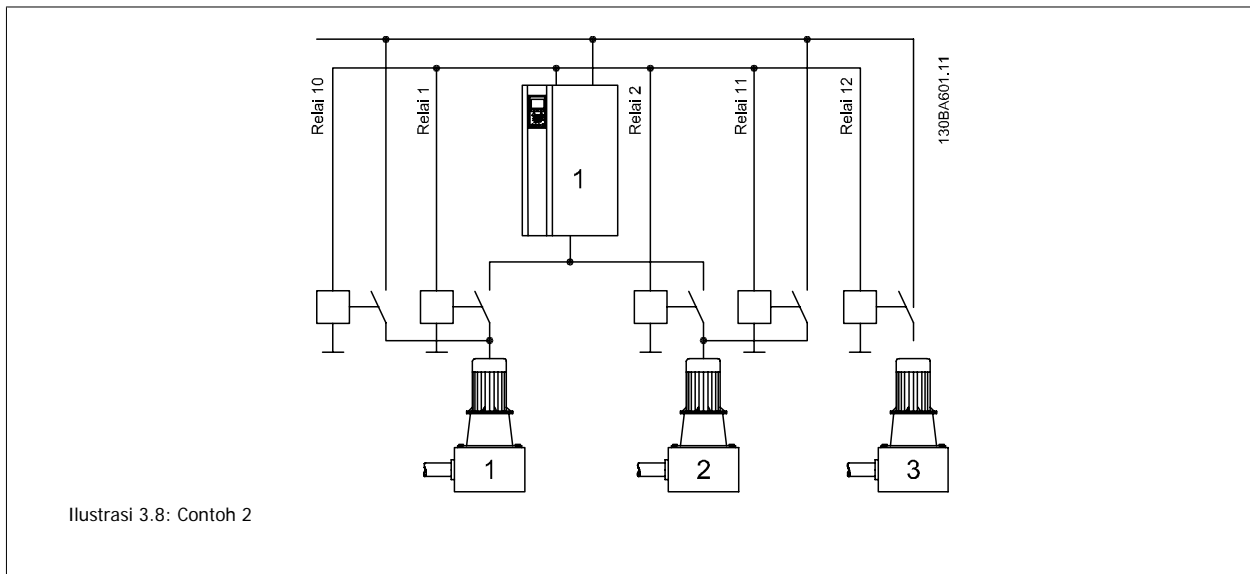 Relai 10
Relai 1
Relai 2
Relai 11
Relai 12
130BA601.11
1
1
2
3
Ilustrasi 3.8: Contoh 2